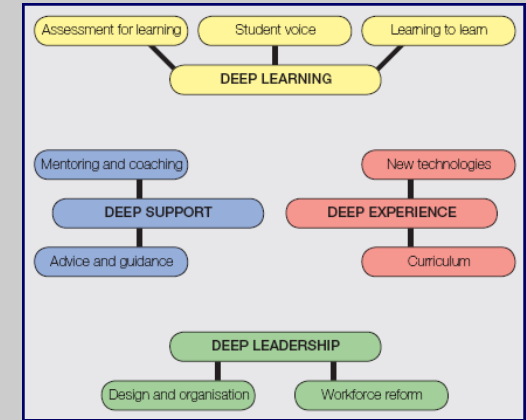 Assessment for learning
Student voice
Learning to learn
DEEP LEARNING
Mentoring and coaching
New technologies
DEEP SUPPORT
DEEP EXPERIENCE
Advice and guidance
Curriculum
DEEP LEADERSHIP
Design and organisation
Workforce reform